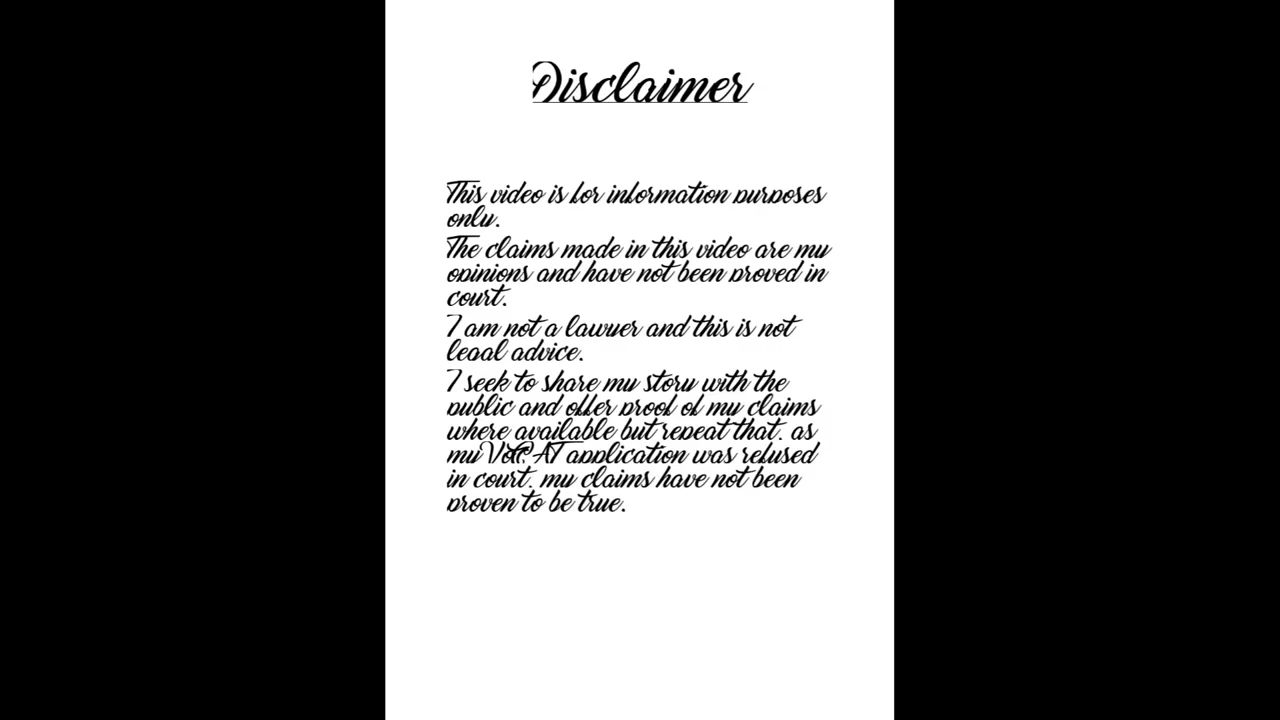 Disclaimer
This video is for information purposes
only.
The claims made in this video are my
opinions and have not been proved in
court.
I am not a lawyer and this is not
legal advice.
I seek to share my story with the
public and offer proof of my claims
where available but repeat that, as
my VoCAT application was refused
in court, my claims have not been
proven to be true.